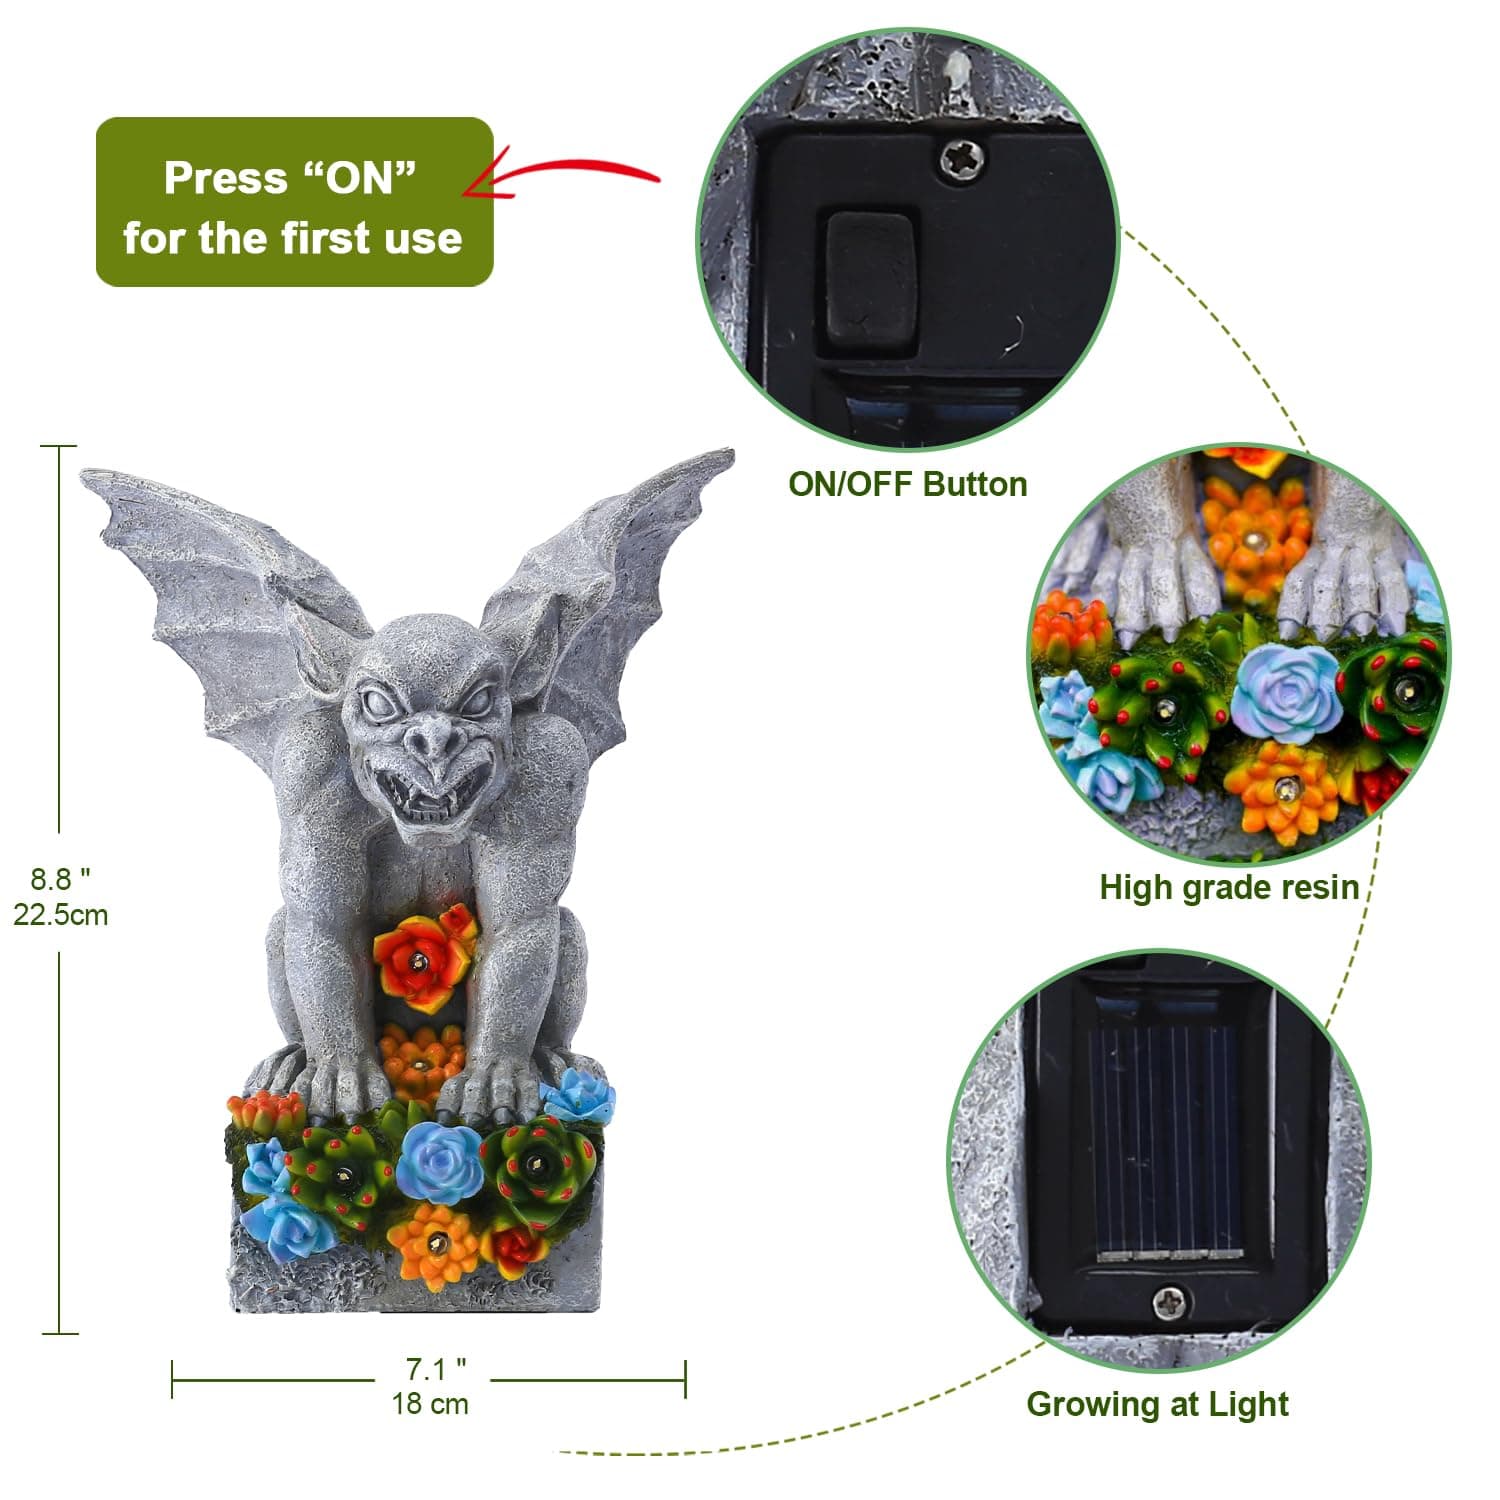 Press “ON”
for the first use
ON/OFF Button
High grade resin
8.8 "
22.5cm
7.1 "
18 cm
Growing at Light